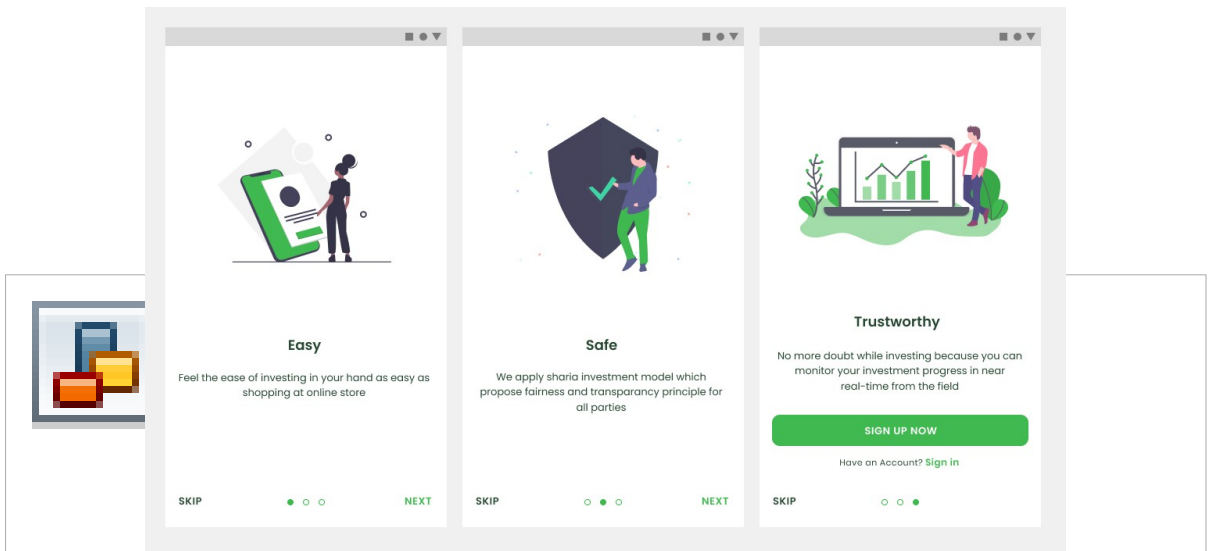 Easy
Feel the ease of investing in your hand as easy as
shopping at online store
SKIP
NEXT
Safe
We apply sharia investment model which
propose fairness and transparancy principle for
all parties
SKIP
NEXT
Trustworthy
No more doubt while investing because you can
monitor your investment progress in near
real-time from the field
SIGN UP NOW
Have an Account? Sign in
SKIP